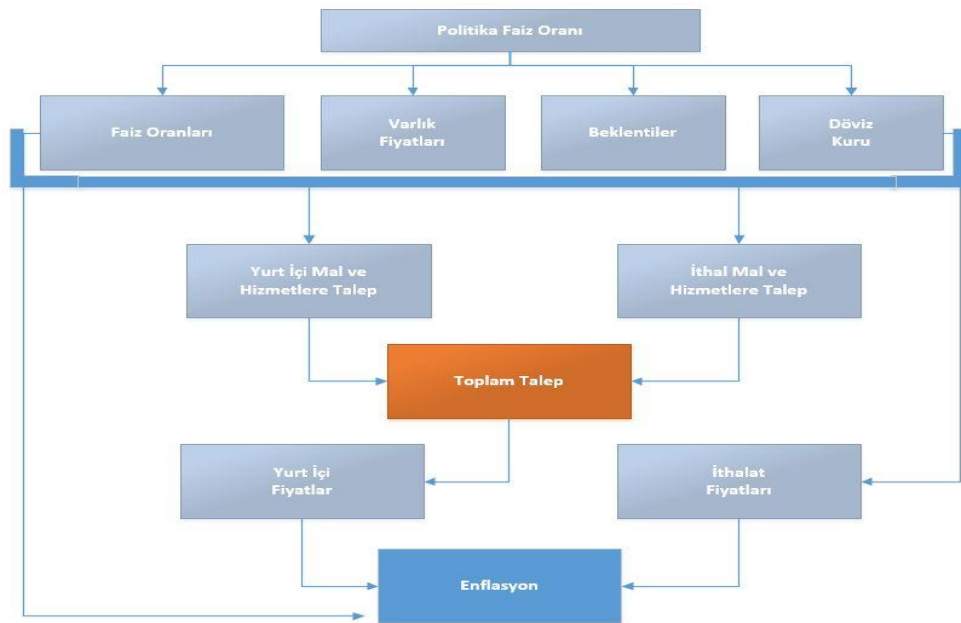 Politika Faiz Oranı
Faiz Oranları
Varlık
Fiyatları
Beklentiler
Döviz
Kuru
Yurt İçi Mal ve
Hizmetlere Talep
İthal Mal ve
Hizmetlere Talep
Toplam Talep
Yurt İçi
Fiyatlar
İthalat
Fiyatları
Enflasyon